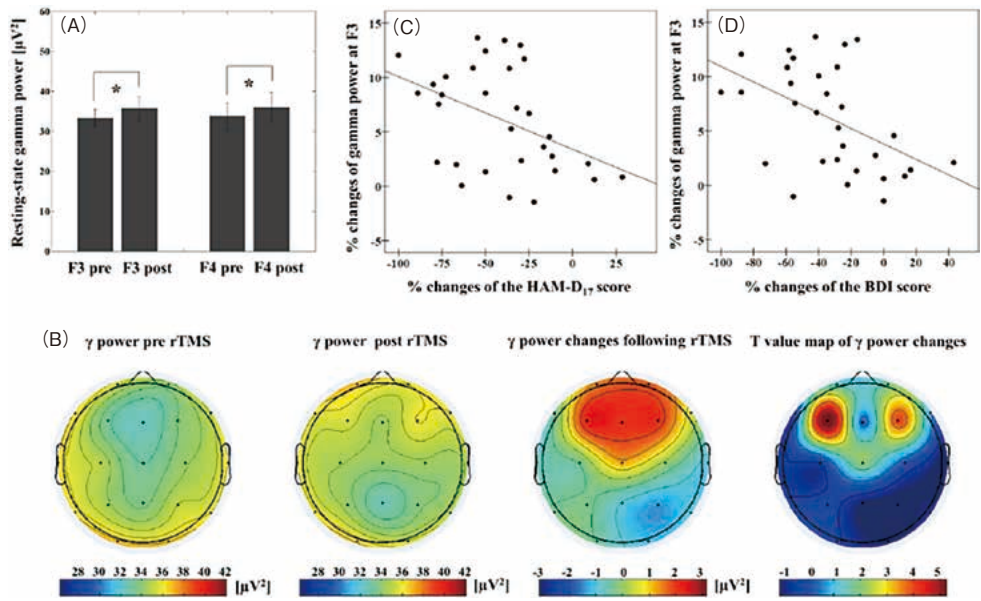 (A)
Resting-state gamma power [μV²]
60
50
40
30
20
10
0
*
*
F3 pre F3 post F4 pre F4 post
(C)
% changes of gamma power at F3
15
10
5
0
-5
-100 -75 -50 -25 0 25
% changes of the HAM-D₁₇ score
(D)
% changes of gamma power at F3
15
10
5
0
-5
-100 -80 -60 -40 -20 0 20 40
% changes of the BDI score
(B)
γ power pre rTMS
γ power post rTMS
γ power changes following rTMS
T value map of γ power changes
28 30 32 34 36 38 40 42 [μV²]
28 30 32 34 36 38 40 42 [μV²]
-3 -2 -1 0 1 2 3 [μV²]
-1 0 1 2 3 4 5